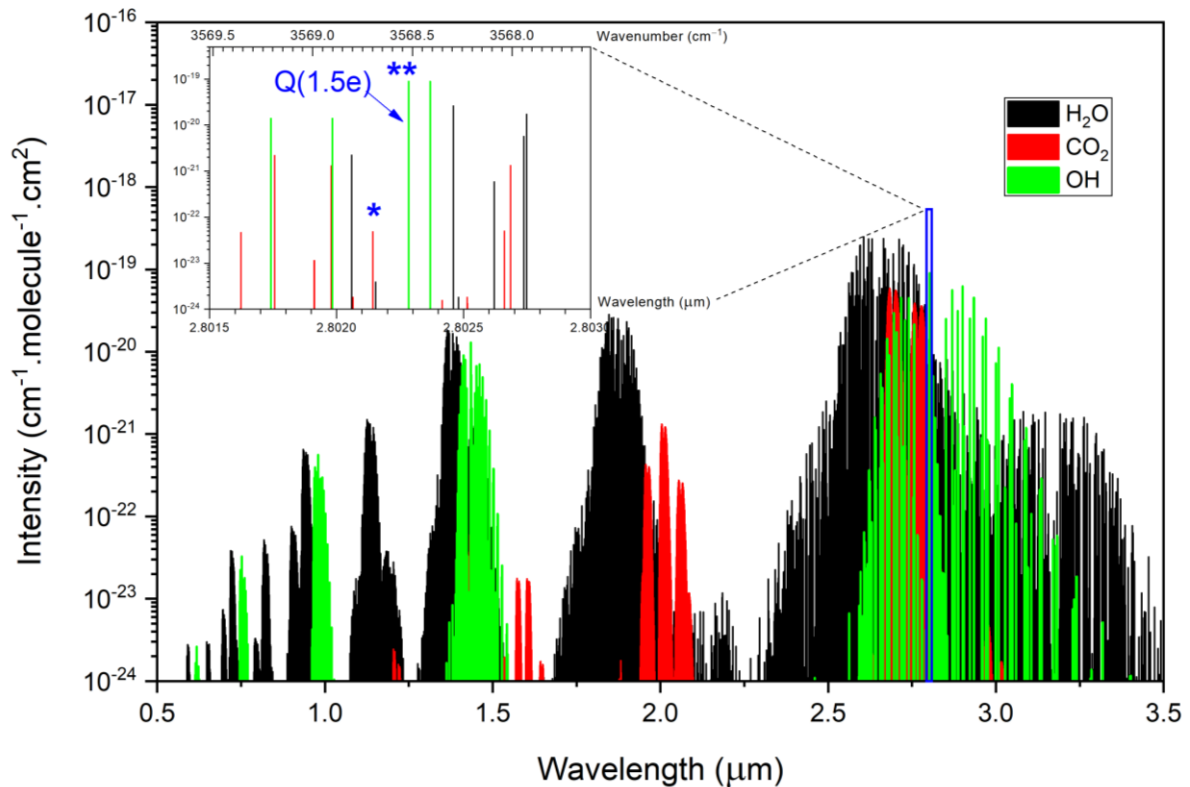 10⁻¹⁶
10⁻¹⁷
10⁻¹⁸
10⁻¹⁹
10⁻²⁰
10⁻²¹
10⁻²²
10⁻²³
10⁻²⁴
Intensity (cm⁻¹.molecule⁻¹.cm²)
3569.5 3569.0 3568.5 3568.0 Wavenumber (cm⁻¹)
10⁻¹⁹
10⁻²⁰
10⁻²¹
10⁻²²
10⁻²³
10⁻²⁴
**
Q(1.5e)
*
Wavelength (μm)
2.8015 2.8020 2.8025 2.8030
H₂O
CO₂
OH
0.5 1.0 1.5 2.0 2.5 3.0 3.5
Wavelength (μm)